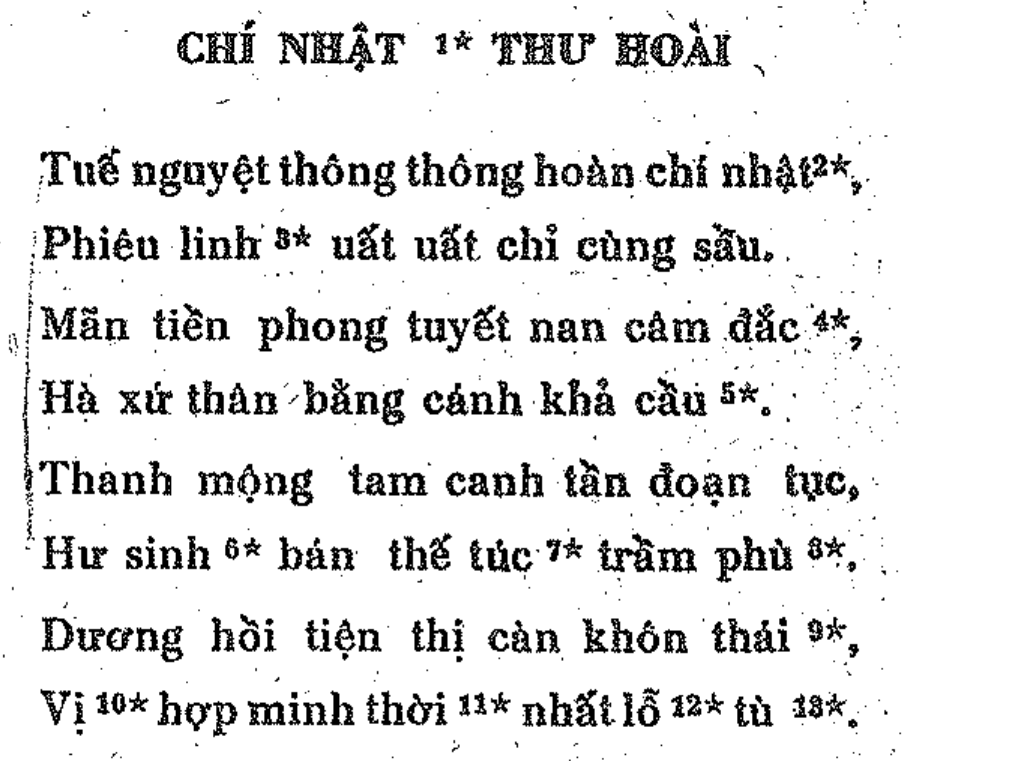 CHÍ NHẬT 1* THƯ HOÀI
Tuế nguyệt thông thông hoàn chí nhật2*,
Phiêu linh 3* uất uất chỉ cùng sầu.
Mãn tiền phong tuyết nan câm đắc 4*,
Hà xứ thân bằng cánh khả cầu 5*.
Thanh mộng tam canh tần đoạn tục,
Hư sinh 6* bán thế túc 7* trầm phù 8*.
Dương hồi tiện thị càn khôn thái 9*,
Vị 10* hợp minh thời 11* nhất lỗ 12* tù 13*.